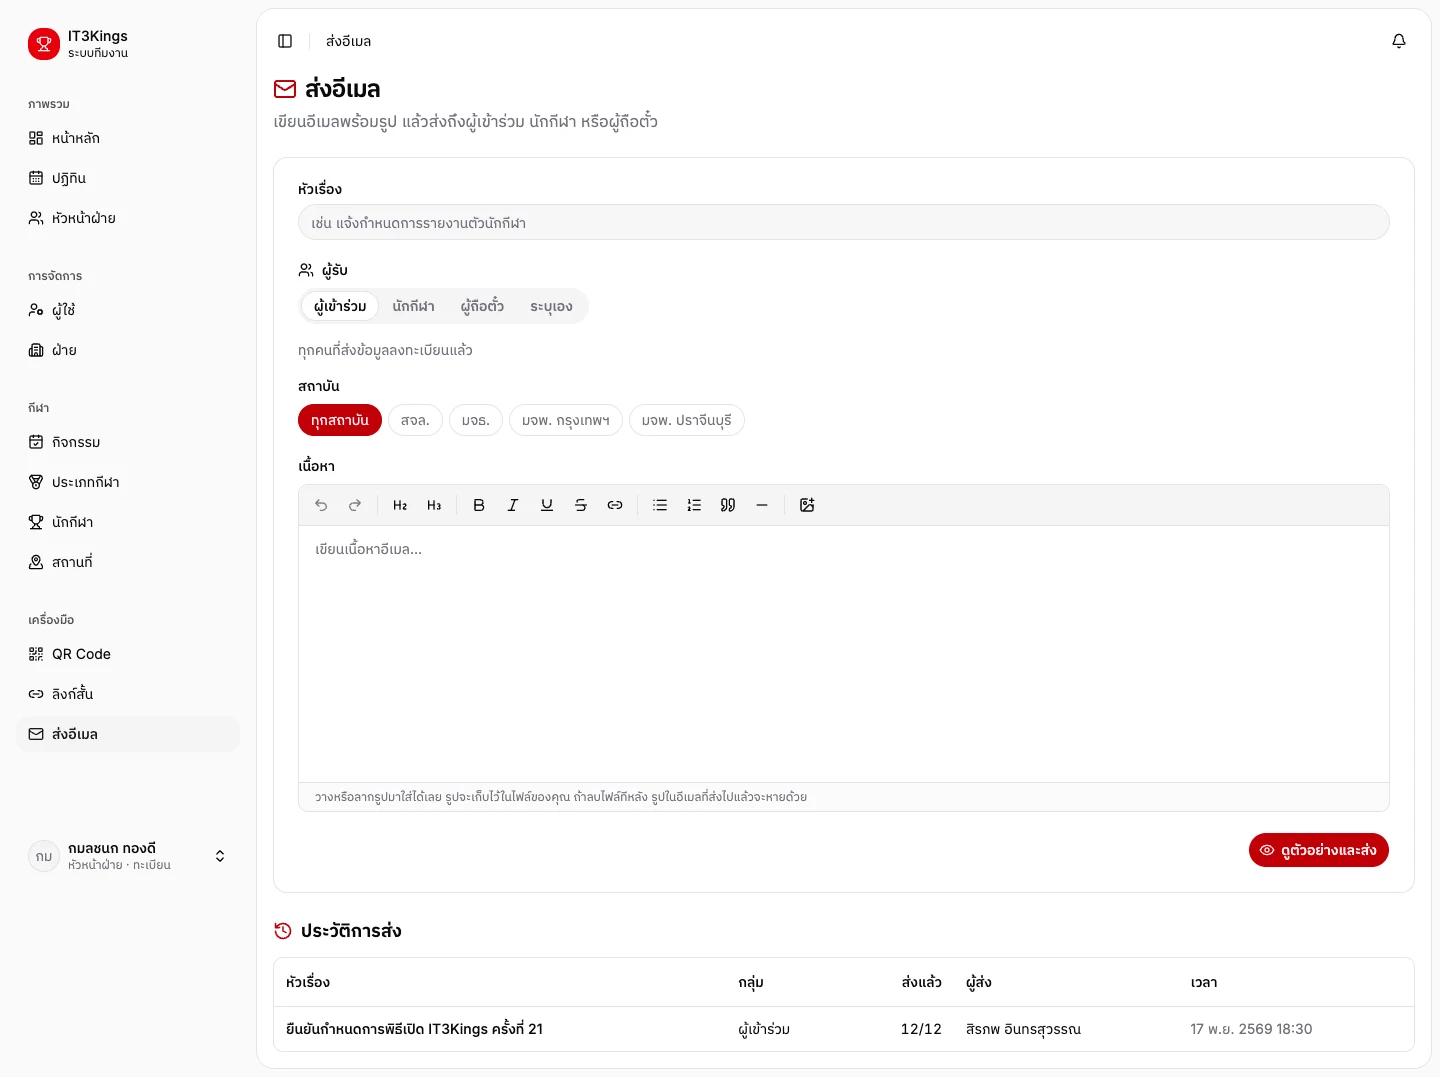 IT3Kings
ระบบทีมงาน
ภาพรวม
หน้าหลัก
ปฏิทิน
หัวหน้าฝ่าย
การจัดการ
ผู้ใช้
ฝ่าย
กีฬา
กิจกรรม
ประเภทกีฬา
นักกีฬา
สถานที่
เครื่องมือ
QR Code
ลิงก์สั้น
ส่งอีเมล
กม
กมลชนก ทองดี
หัวหน้าฝ่าย · ทะเบียน
ส่งอีเมล
ส่งอีเมล
เขียนอีเมลพร้อมรูป แล้วส่งถึงผู้เข้าร่วม นักกีฬา หรือผู้ถือตั๋ว
หัวเรื่อง
เช่น แจ้งกำหนดการรายงานตัวนักกีฬา
ผู้รับ
ผู้เข้าร่วม นักกีฬา ผู้ถือตั๋ว ระบุเอง
ทุกคนที่ส่งข้อมูลลงทะเบียนแล้ว
สถาบัน
ทุกสถาบัน สจล. มจธ. มจพ. กรุงเทพฯ มจพ. ปราจีนบุรี
เนื้อหา
H2 H3 B I U S
เขียนเนื้อหาอีเมล...
วางหรือลากรูปมาใส่ได้เลย รูปจะเก็บไว้ในไฟล์ของคุณ ถ้าลบไฟล์ทีหลัง รูปในอีเมลที่ส่งไปแล้วจะหายด้วย
ดูตัวอย่างและส่ง
ประวัติการส่ง
หัวเรื่อง กลุ่ม ส่งแล้ว ผู้ส่ง เวลา
ยืนยันกำหนดการพิธีเปิด IT3Kings ครั้งที่ 21 ผู้เข้าร่วม 12/12 สิรภพ อินทรสุวรรณ 17 พ.ย. 2569 18:30